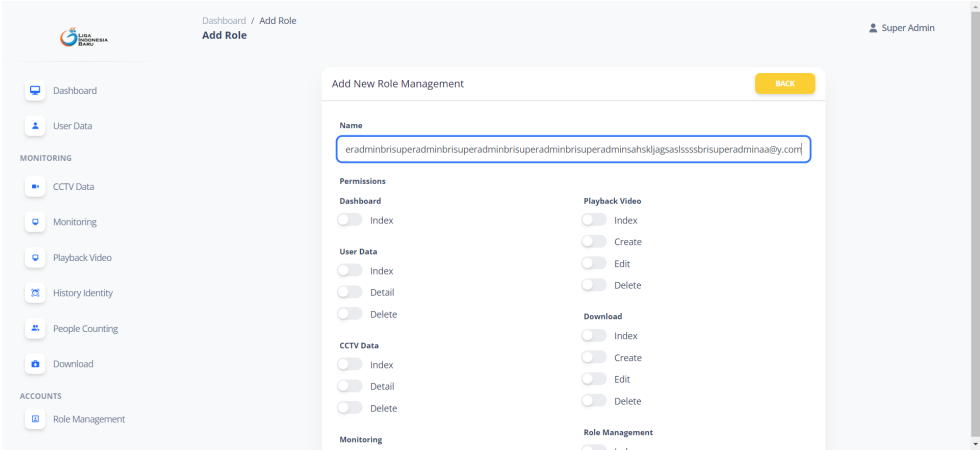 LIGA
INDONESIA
BARU
Dashboard / Add Role
Add Role
Super Admin
Dashboard
User Data
MONITORING
CCTV Data
Monitoring
Playback Video
History Identity
People Counting
Download
ACCOUNTS
Role Management
Add New Role Management
BACK
Name
eradminbrisuperadminbrisuperadminbrisuperadminbrisuperadminsahskljagsaslssssbrisuperadminaa@y.com
Permissions
Dashboard
Index
User Data
Index
Detail
Delete
CCTV Data
Index
Detail
Delete
Monitoring
Playback Video
Index
Create
Edit
Delete
Download
Index
Create
Edit
Delete
Role Management